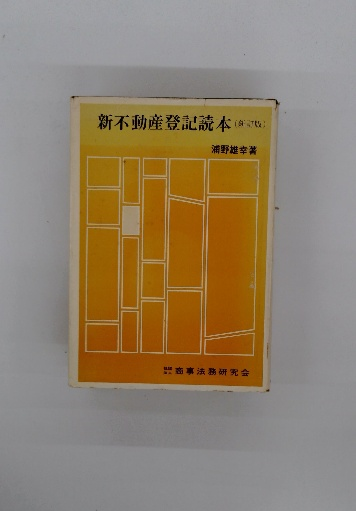 新不動産登記読本
浦野雄幸著
商事法務研究会